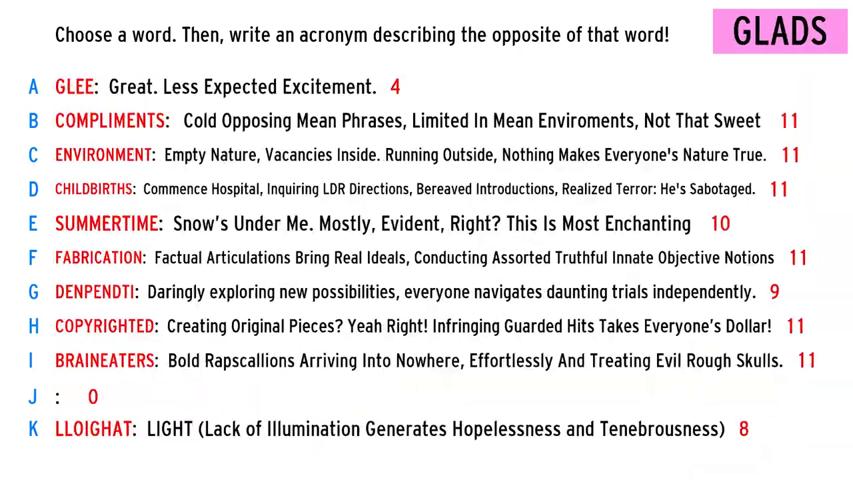 Choose a word. Then, write an acronym describing the opposite of that word!
GLADS
A GLEE: Great. Less Expected Excitement. 4
B COMPLIMENTS: Cold Opposing Mean Phrases, Limited In Mean Enviroments, Not That Sweet 11
C ENVIRONMENT: Empty Nature, Vacancies Inside. Running Outside, Nothing Makes Everyone's Nature True. 11
D CHILDBIRTHS: Commence Hospital, Inquiring LDR Directions, Bereaved Introductions, Realized Terror: He's Sabotaged. 11
E SUMMERTIME: Snow's Under Me. Mostly, Evident, Right? This Is Most Enchanting 10
F FABRICATION: Factual Articulations Bring Real Ideals, Conducting Assorted Truthful Innate Objective Notions 11
G DENPENDTI: Daringly exploring new possibilities, everyone navigates daunting trials independently. 9
H COPYRIGHTED: Creating Original Pieces? Yeah Right! Infringing Guarded Hits Takes Everyone's Dollar! 11
I BRAINEATERS: Bold Rapscallions Arriving Into Nowhere, Effortlessly And Treating Evil Rough Skulls. 11
J : 0
K LLOIGHAT: LIGHT (Lack of Illumination Generates Hopelessness and Tenebrousness) 8